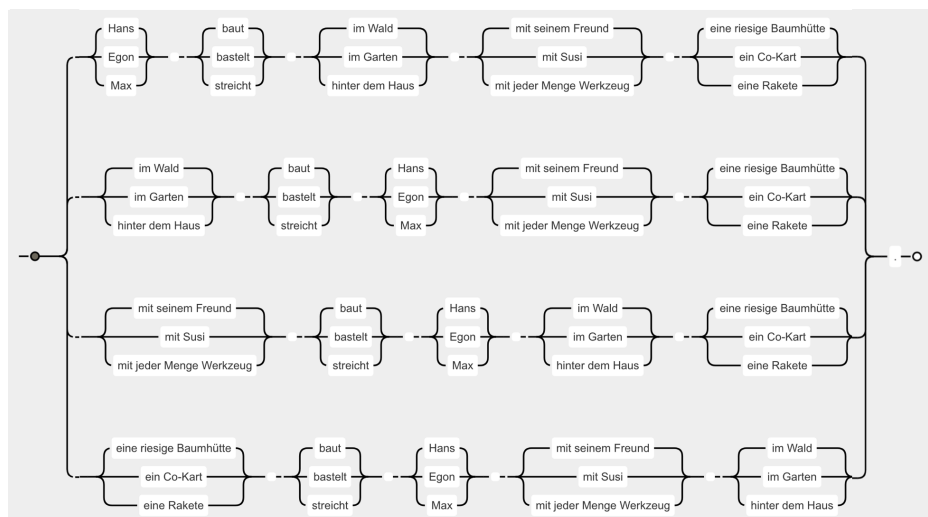 Hans baut im Wald mit seinem Freund eine riesige Baumhütte
Egon bastelt im Garten mit Susi ein Co-Kart
Max streicht hinter dem Haus mit jeder Menge Werkzeug eine Rakete
im Wald baut Hans mit seinem Freund eine riesige Baumhütte
im Garten bastelt Egon mit Susi ein Co-Kart
hinter dem Haus streicht Max mit jeder Menge Werkzeug eine Rakete
.
mit seinem Freund baut Hans im Wald eine riesige Baumhütte
mit Susi bastelt Egon im Garten ein Co-Kart
mit jeder Menge Werkzeug streicht Max hinter dem Haus eine Rakete
eine riesige Baumhütte baut Hans mit seinem Freund im Wald
ein Co-Kart bastelt Egon mit Susi im Garten
eine Rakete streicht Max mit jeder Menge Werkzeug hinter dem Haus